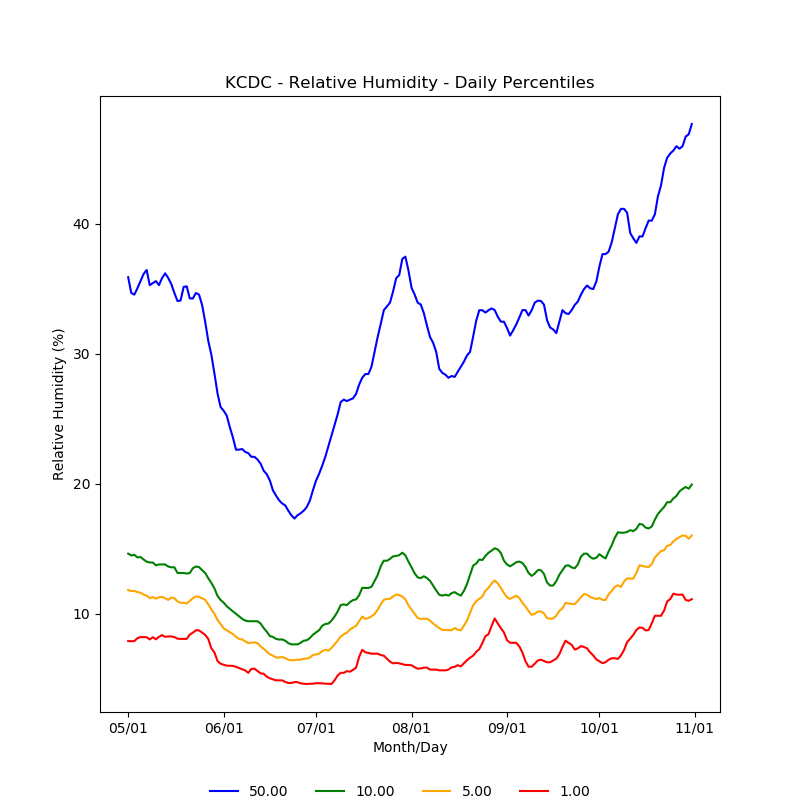 KCDC - Relative Humidity - Daily Percentiles
Relative Humidity (%)
40
30
20
10
05/01 06/01 07/01 08/01 09/01 10/01 11/01
Month/Day
50.00 10.00 5.00 1.00